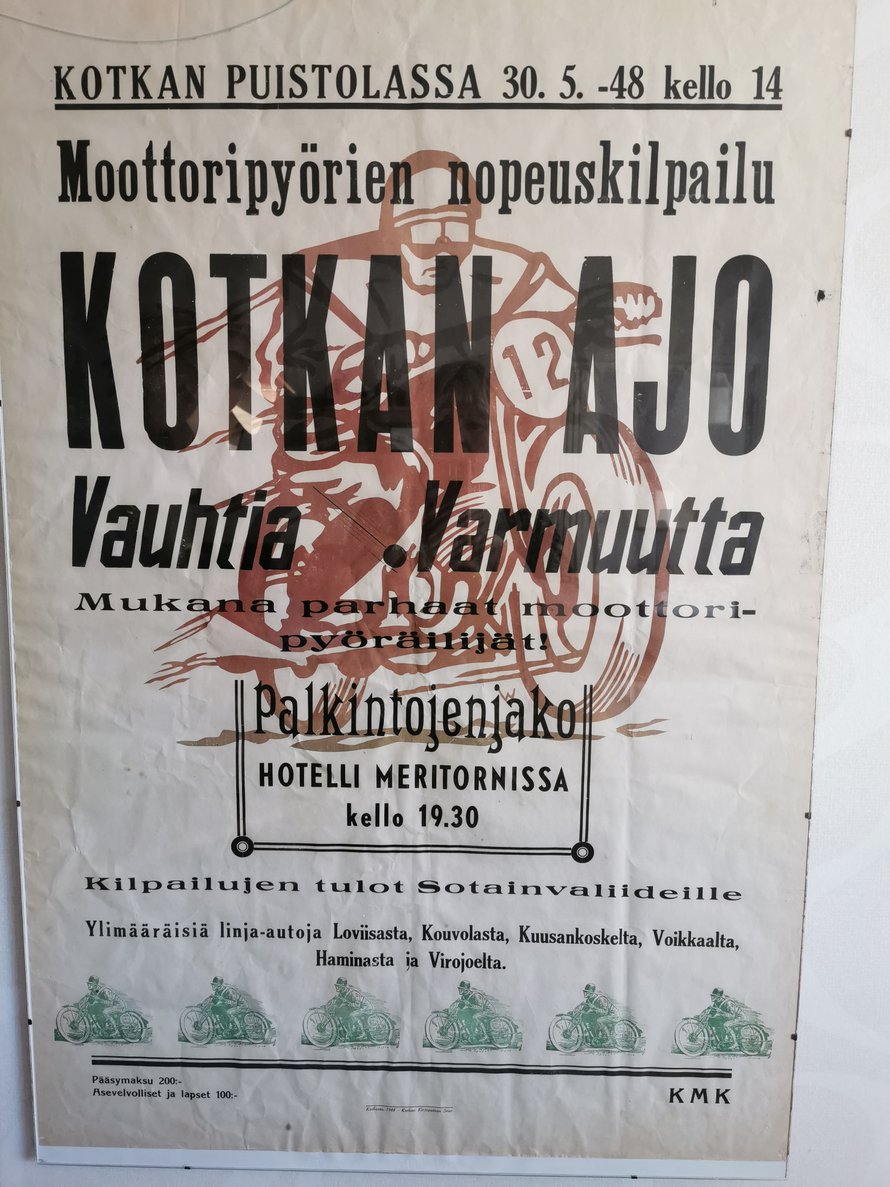 KOTKAN PUISTOLASSA 30. 5. -48 kello 14
Moottoripyörien nopeuskilpailu
KOTKAN AJO
12
Vauhtia • Varmuutta
Mukana parhaat moottori-
pyöräilijät!
Palkintojenjako
HOTELLI MERITORNISSA
kello 19.30
Kilpailujen tulot Sotainvaliideille
Ylimääräisiä linja-autoja Loviisasta, Kouvolasta, Kuusankoskelta, Voikkaalta,
Haminasta ja Virojoelta.
Pääsymaksu 200:-
Asevelvolliset ja lapset 100:-
KMK